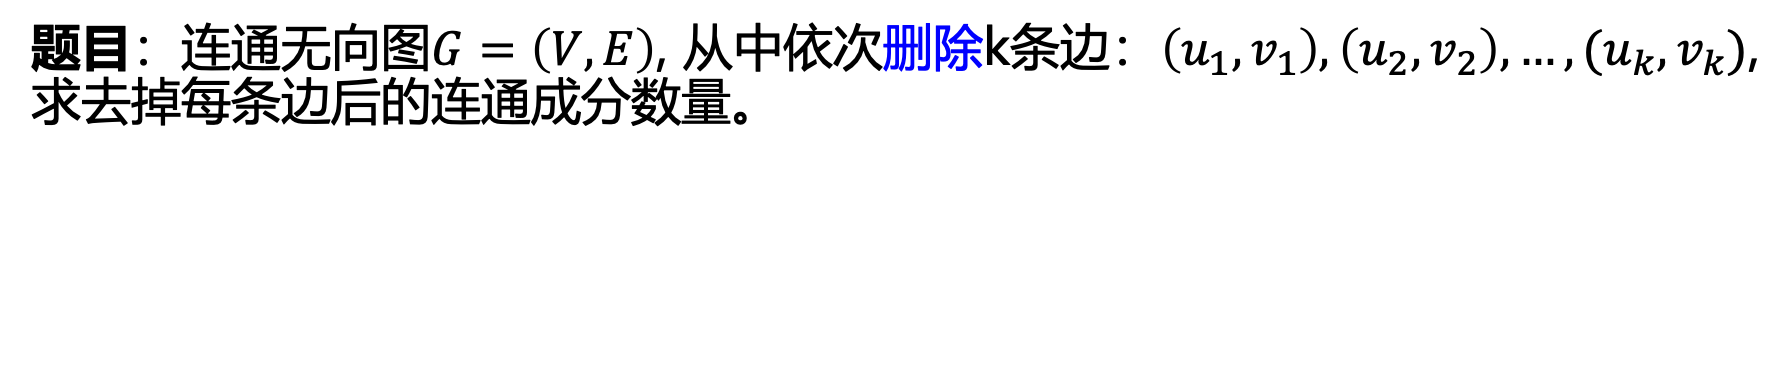 题目：连通无向图G = (V, E), 从中依次删除k条边：(u₁, v₁), (u₂, v₂), … , (uₖ, vₖ),
求去掉每条边后的连通成分数量。